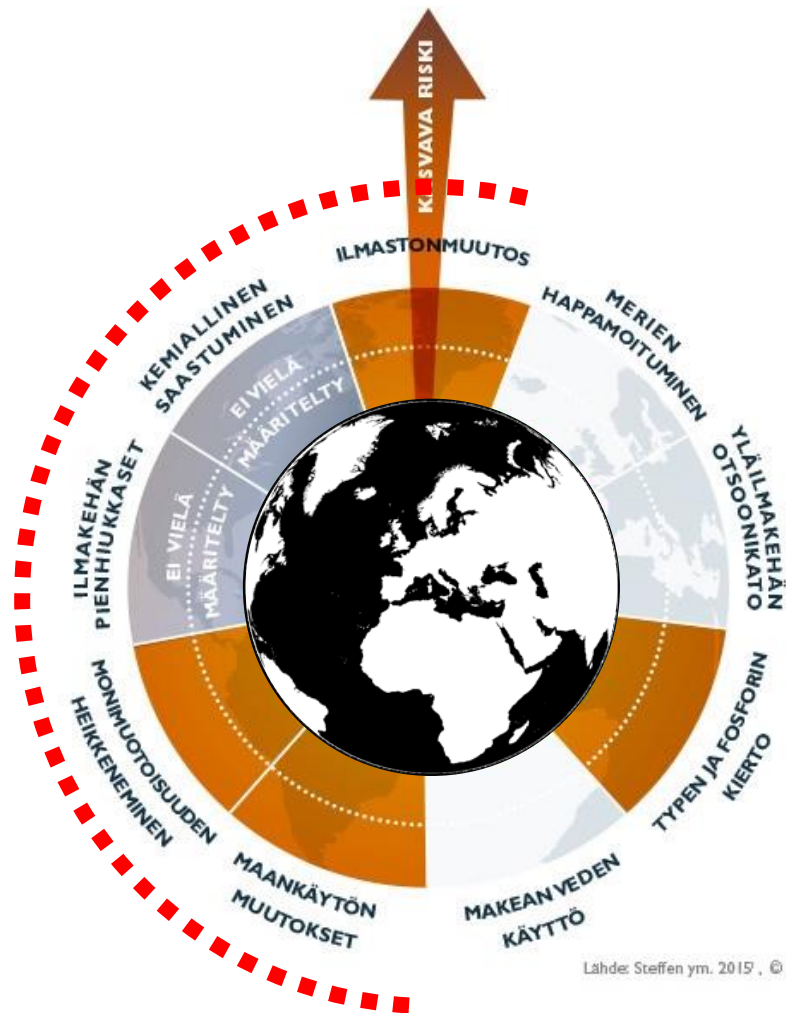 KASVAVA RISKI
ILMASTONMUUTOS
MERIEN
HAPPAMOITUMINEN
YLÄILMAKEHÄN
OTSOONIKATO
TYPEN JA FOSFORIN
KIERTO
MAKEAN VEDEN
KÄYTTÖ
MAANKÄYTÖN
MUUTOKSET
MONIMUOTOISUUDEN
HEIKKENEMINEN
ILMAKEHÄN
PIENHIUKKASET
EI VIELÄ
MÄÄRITELTY
KEMIALLINEN
SAASTUMINEN
EI VIELÄ
MÄÄRITELTY
Lähde: Steffen ym. 2015¹, ©